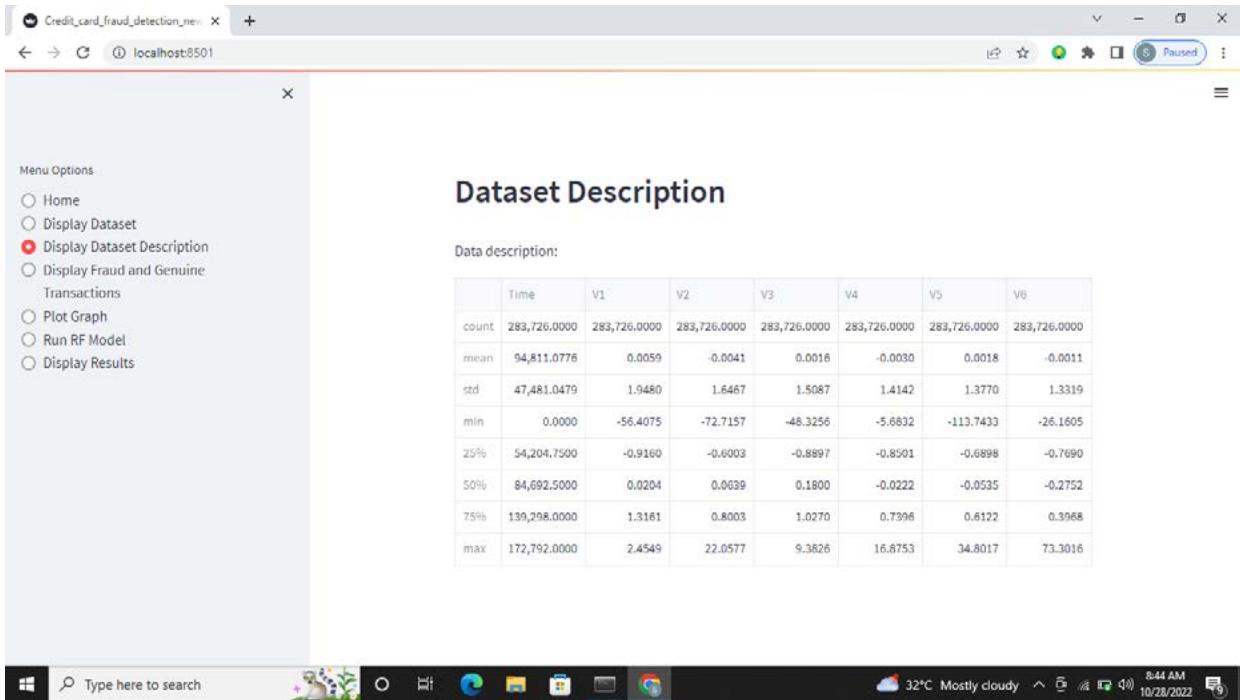 Credit_card_fraud_detection_new
localhost:8501
S Paused
Menu Options
Home
Display Dataset
Display Dataset Description
Display Fraud and Genuine
Transactions
Plot Graph
Run RF Model
Display Results
Dataset Description
Data description:
Time V1 V2 V3 V4 V5 V6
count 283,726.0000 283,726.0000 283,726.0000 283,726.0000 283,726.0000 283,726.0000 283,726.0000
mean 94,811.0776 0.0059 -0.0041 0.0016 -0.0030 0.0018 -0.0011
std 47,481.0479 1.9480 1.6467 1.5087 1.4142 1.3770 1.3319
min 0.0000 -56.4075 -72.7157 -48.3256 -5.6832 -113.7433 -26.1605
25% 54,204.7500 -0.9160 -0.6003 -0.8897 -0.8501 -0.6898 -0.7690
50% 84,692.5000 0.0204 0.0639 0.1800 -0.0222 -0.0535 -0.2752
75% 139,298.0000 1.3161 0.8003 1.0270 0.7396 0.6122 0.3968
max 172,792.0000 2.4549 22.0577 9.3826 16.8753 34.8017 73.3016
Type here to search
32°C Mostly cloudy
8:44 AM
10/28/2022